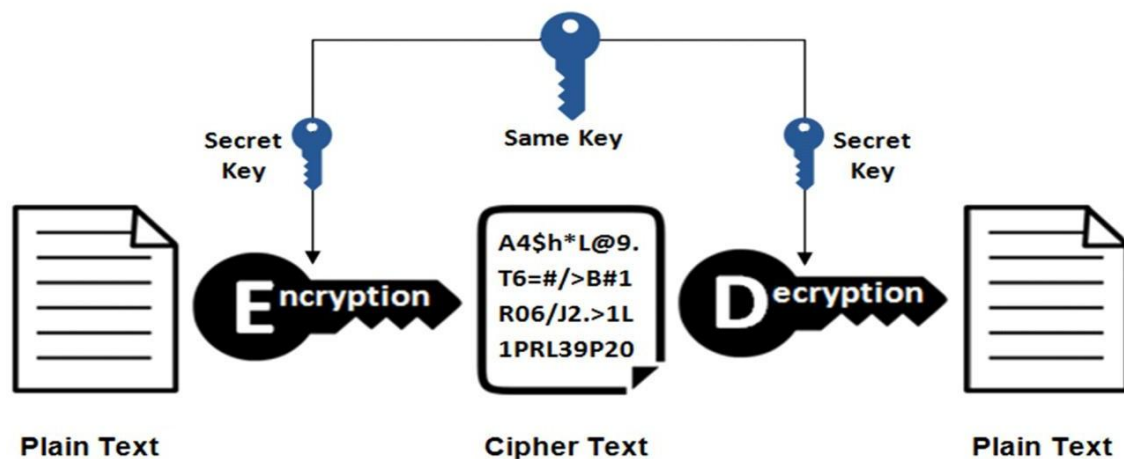 Same Key
Secret
Key
Secret
Key
Encryption
A4$h*L@9.
T6=#/>B#1
R06/J2.>1L
1PRL39P20
Decryption
Plain Text
Cipher Text
Plain Text